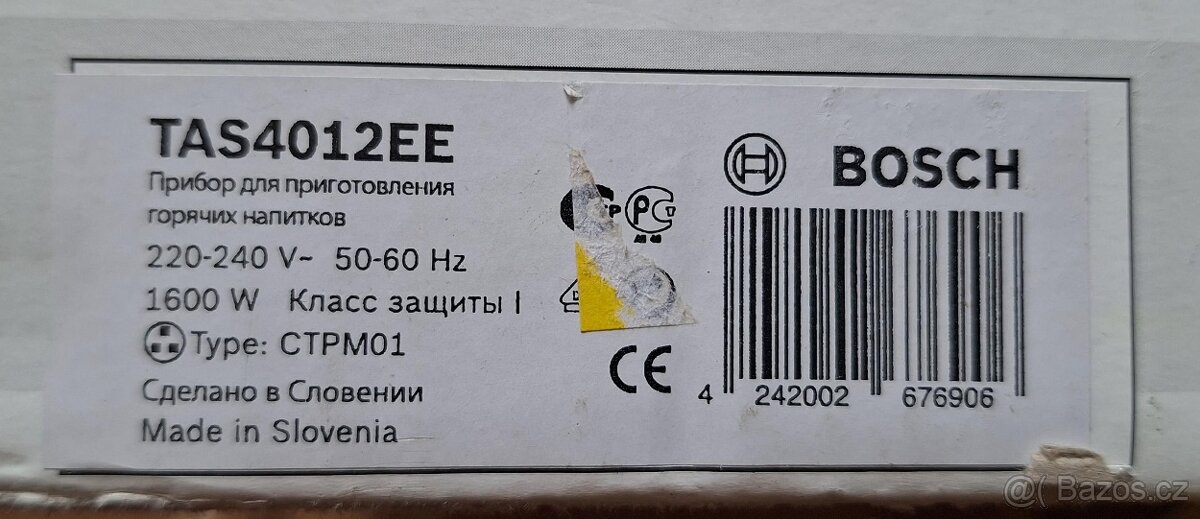 TAS4012EE
Прибор для приготовления
горячих напитков
220-240 V~ 50-60 Hz
1600 W Класс защиты I
Type: CTPM01
Сделано в Словении
Made in Slovenia
BOSCH
CE
4 242002 676906
@( Bazos.cz